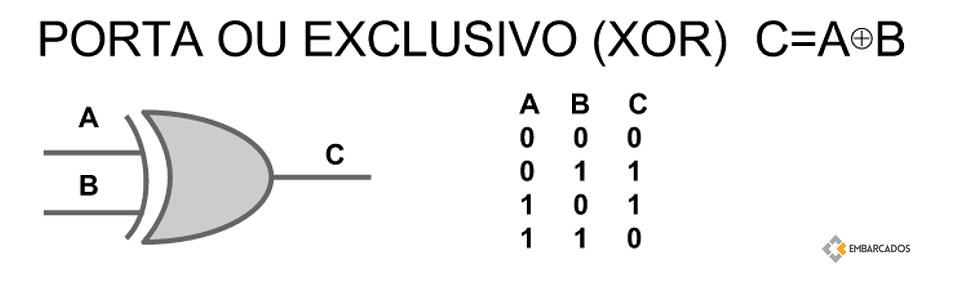 PORTA OU EXCLUSIVO (XOR) C=A⊕B
A
B
C
A B C
0 0 0
0 1 1
1 0 1
1 1 0
EMBARCADOS